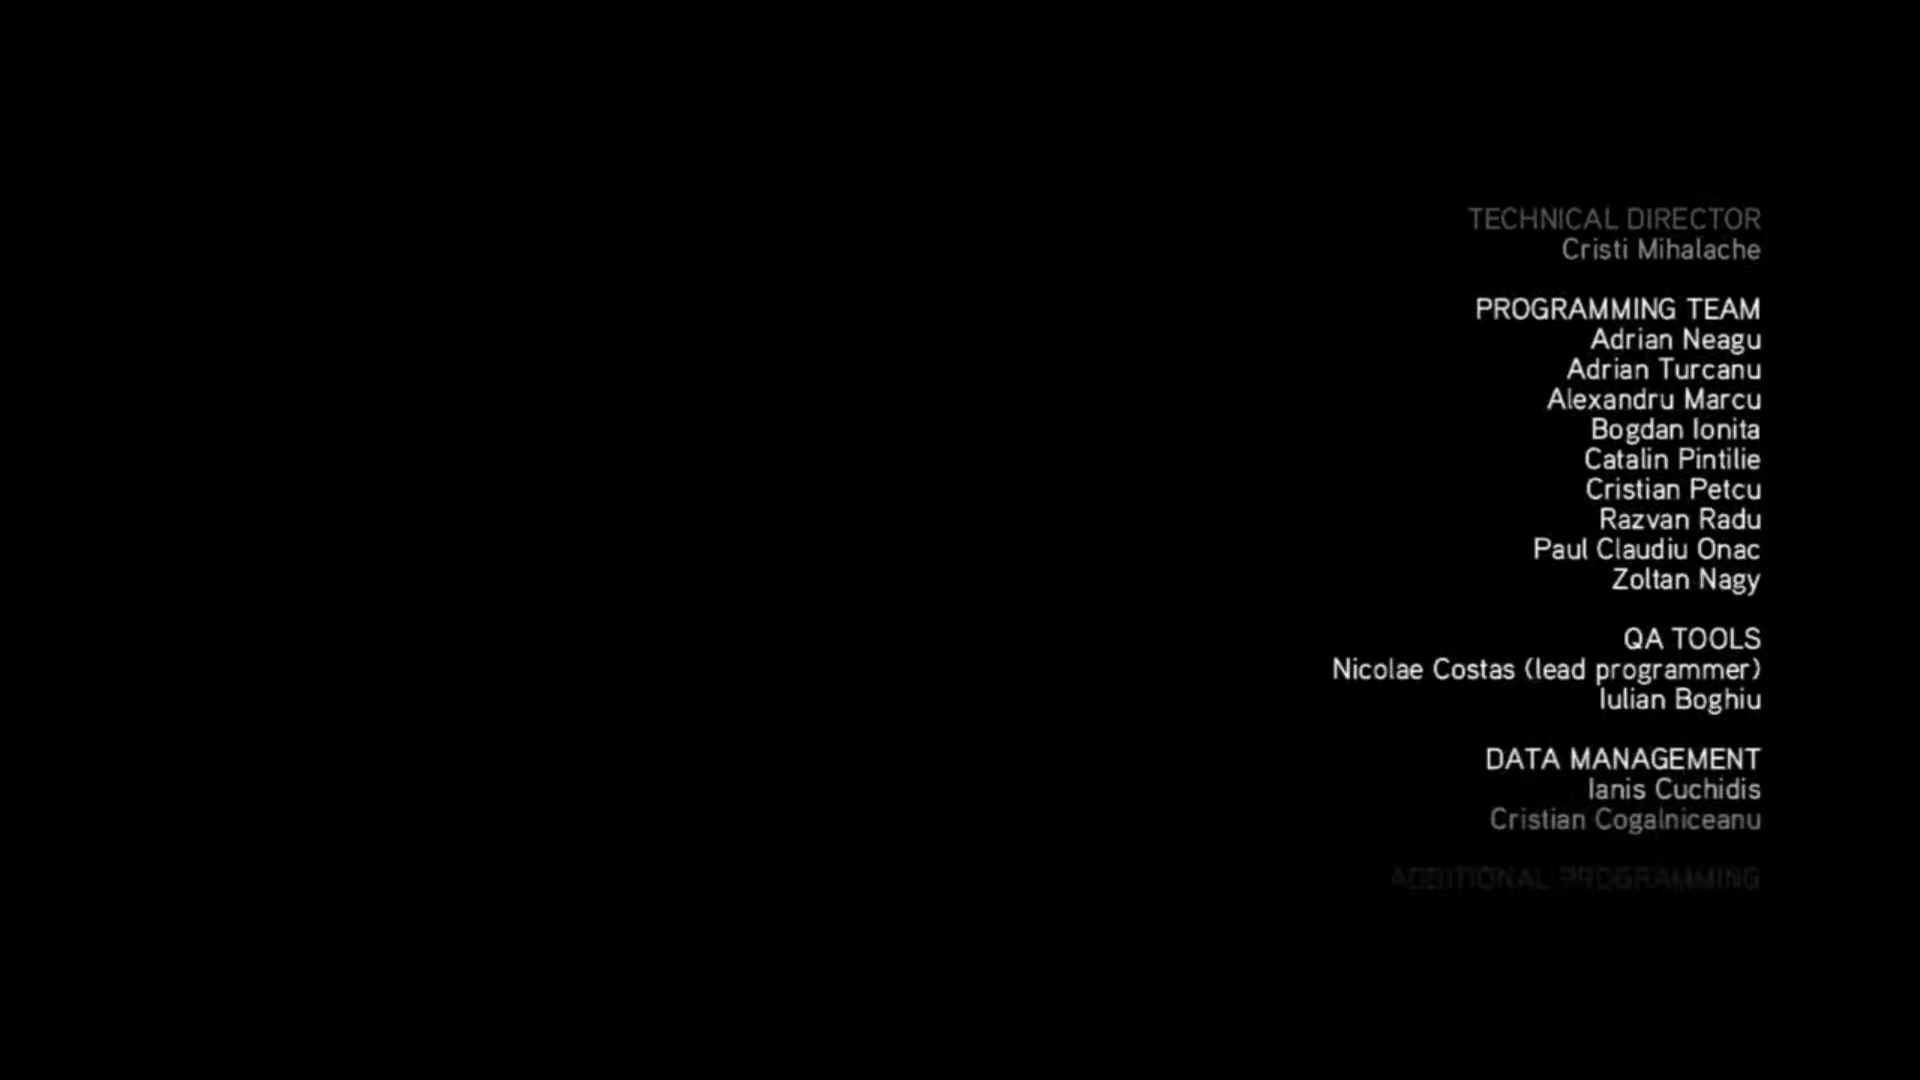 TECHNICAL DIRECTOR
Cristi Mihalache
PROGRAMMING TEAM
Adrian Neagu
Adrian Turcanu
Alexandru Marcu
Bogdan Ionita
Catalin Pintilie
Cristian Petcu
Razvan Radu
Paul Claudiu Onac
Zoltan Nagy
QA TOOLS
Nicolae Costas (lead programmer)
Iulian Boghiu
DATA MANAGEMENT
Ianis Cuchidis
Cristian Cogalniceanu
ADDITIONAL PROGRAMMING